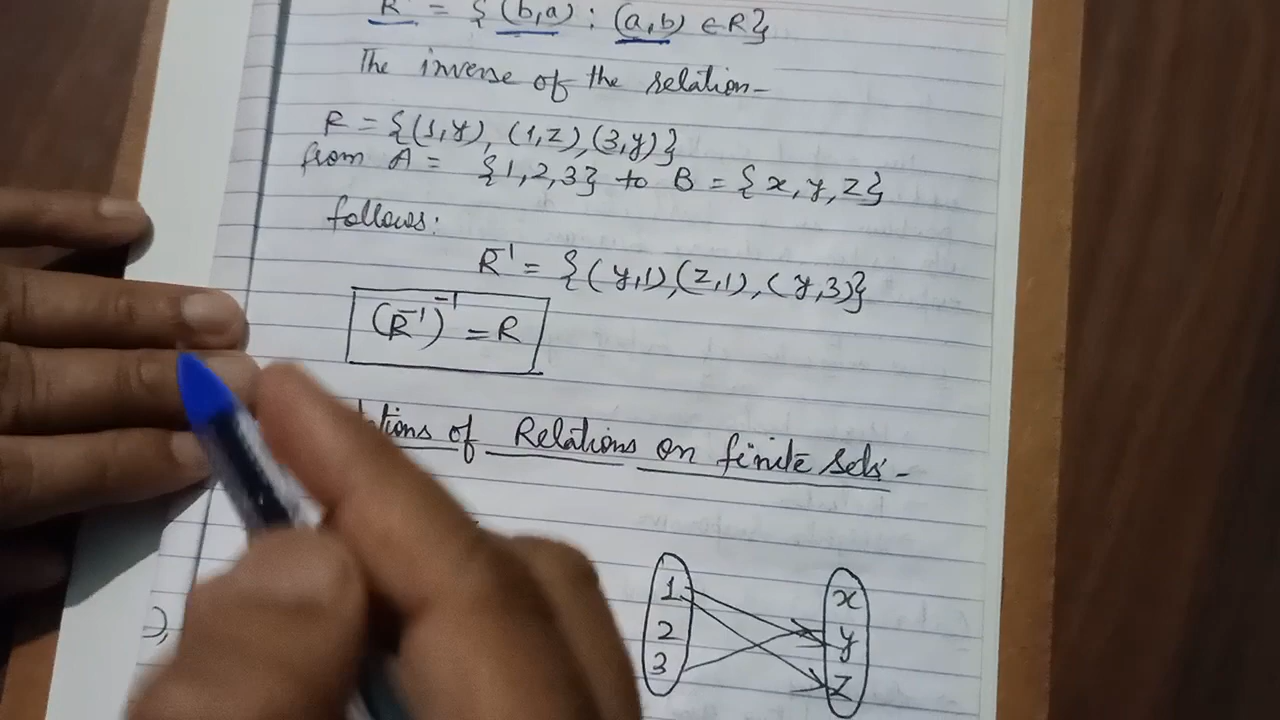 R = { (b,a) : (a,b) ∈ R}
The inverse of the relation-
R = {(1,y), (1,z),(3,y)}
from A = {1,2,3} to B = {x,y,z}
follows:
R⁻¹ = {(y,1),(z,1),(y,3)}
(R⁻¹)⁻¹ = R
of Relations on finite sets-
1 x
2 y
3 z